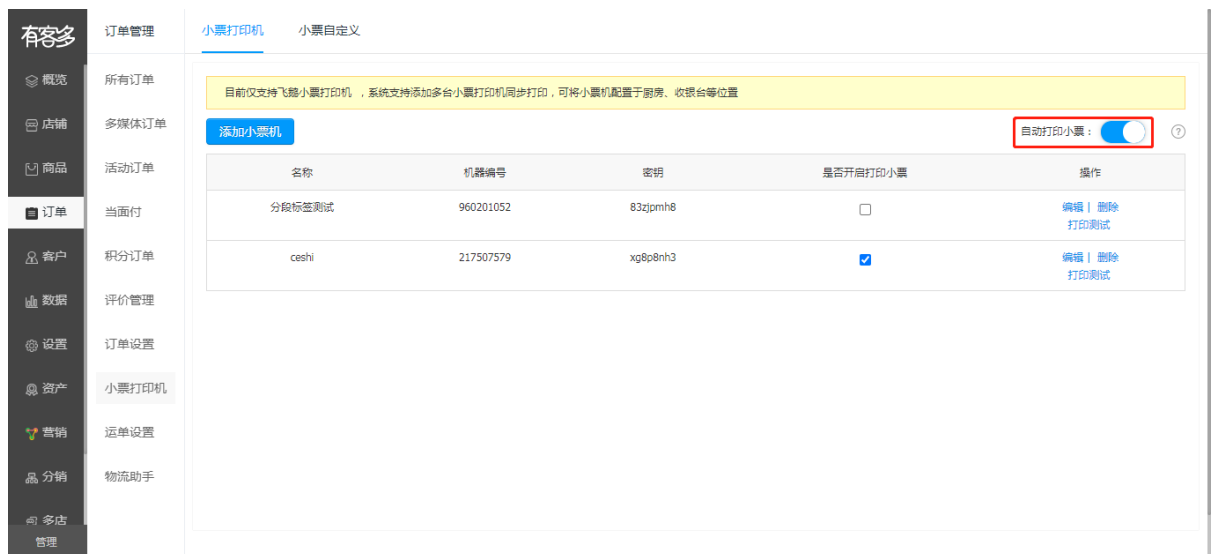 有客多
订单管理
小票打印机
小票自定义
概览
店铺
商品
订单
客户
数据
设置
资产
营销
分销
多店
管理
所有订单
多媒体订单
活动订单
当面付
积分订单
评价管理
订单设置
小票打印机
运单设置
物流助手
目前仅支持飞鹅小票打印机 ，系统支持添加多台小票打印机同步打印，可将小票机配置于厨房、收银台等位置
添加小票机
自动打印小票：
?
名称 机器编号 密钥 是否开启打印小票 操作
分段标签测试 960201052 83zjpmh8 编辑 | 删除
打印测试
ceshi 217507579 xg8p8nh3 编辑 | 删除
打印测试